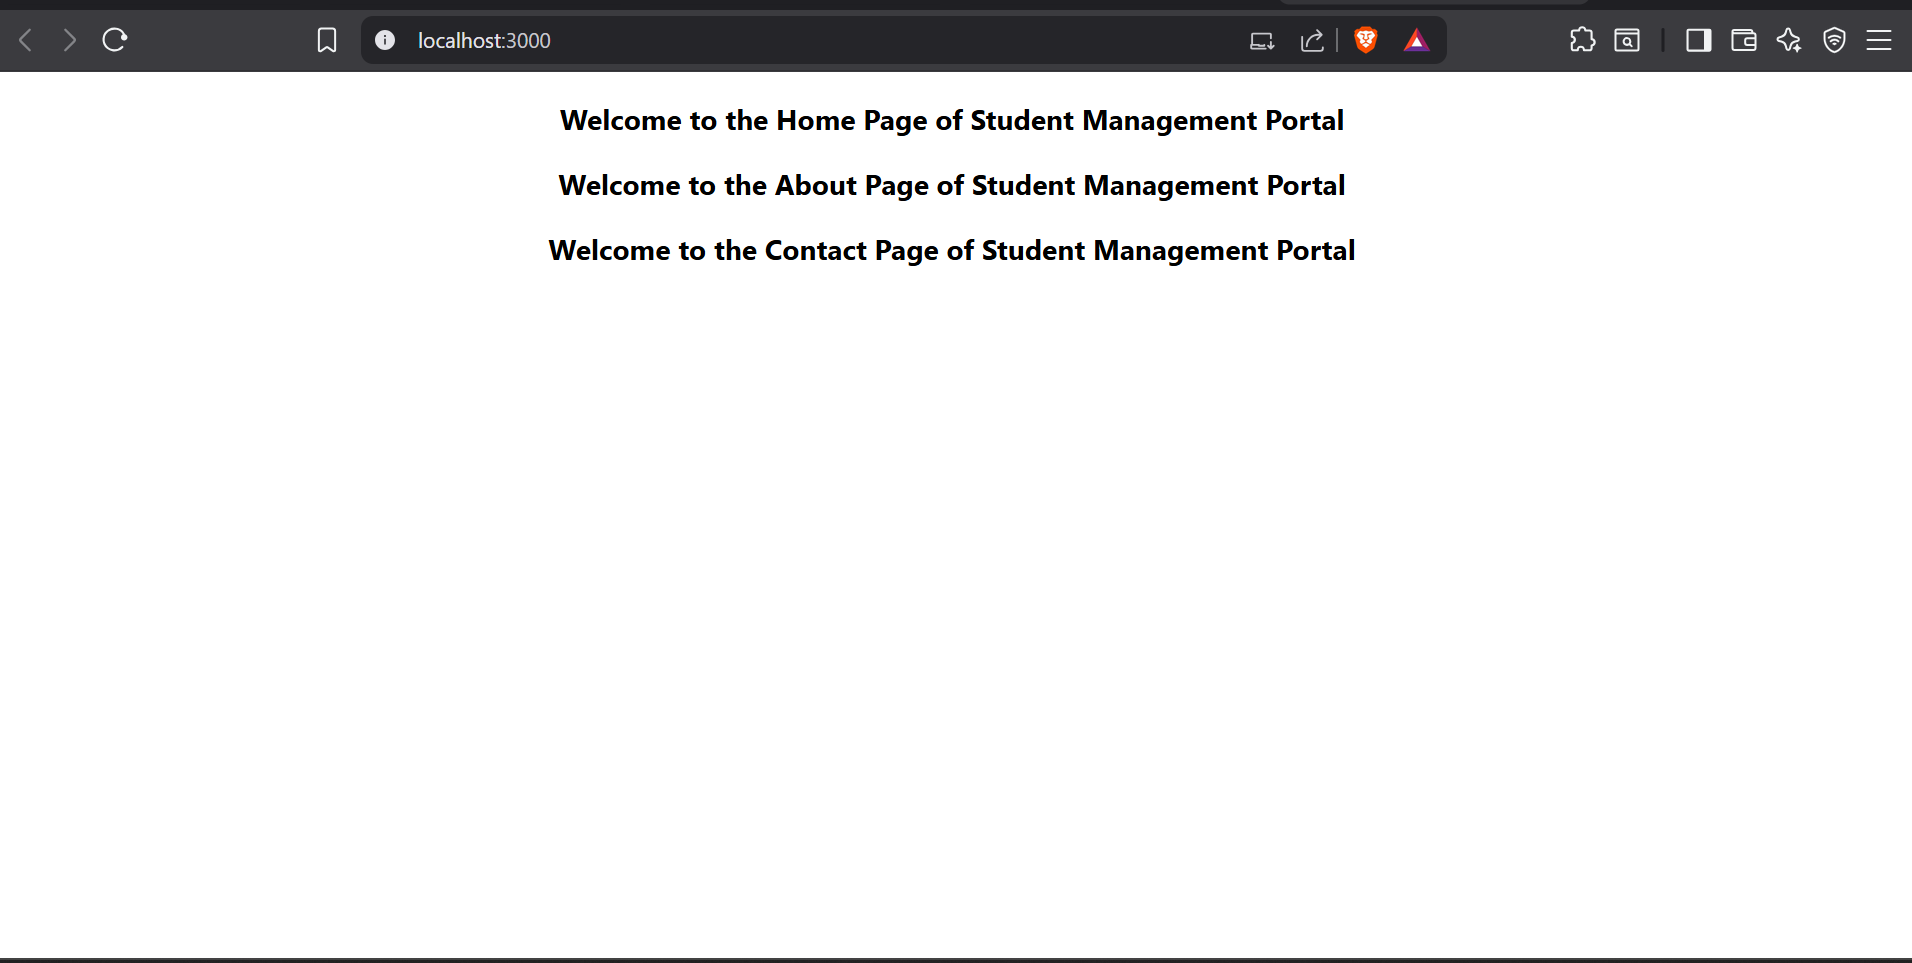 localhost:3000
Welcome to the Home Page of Student Management Portal
Welcome to the About Page of Student Management Portal
Welcome to the Contact Page of Student Management Portal